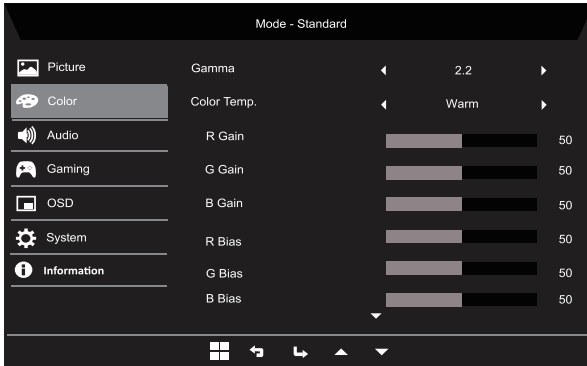 Mode - Standard
Picture
Color
Audio
Gaming
OSD
System
Information
Gamma 2.2
Color Temp. Warm
R Gain 50
G Gain 50
B Gain 50
R Bias 50
G Bias 50
B Bias 50